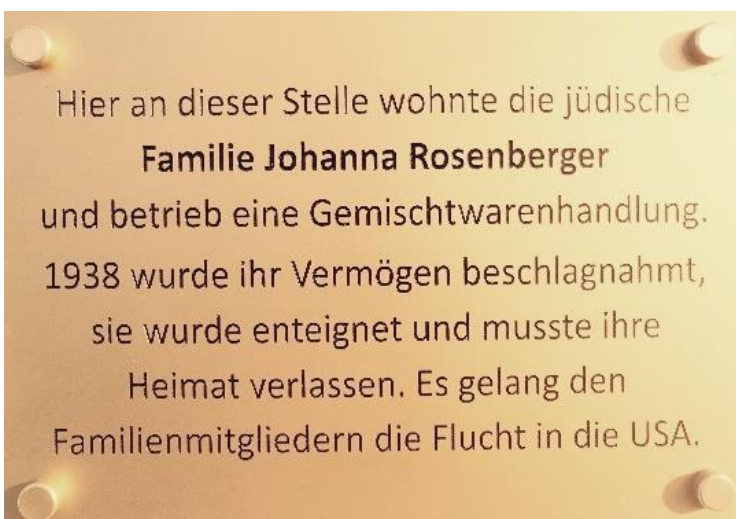 Hier an dieser Stelle wohnte die jüdische
Familie Johanna Rosenberger
und betrieb eine Gemischtwarenhandlung.
1938 wurde ihr Vermögen beschlagnahmt,
sie wurde enteignet und musste ihre
Heimat verlassen. Es gelang den
Familienmitgliedern die Flucht in die USA.